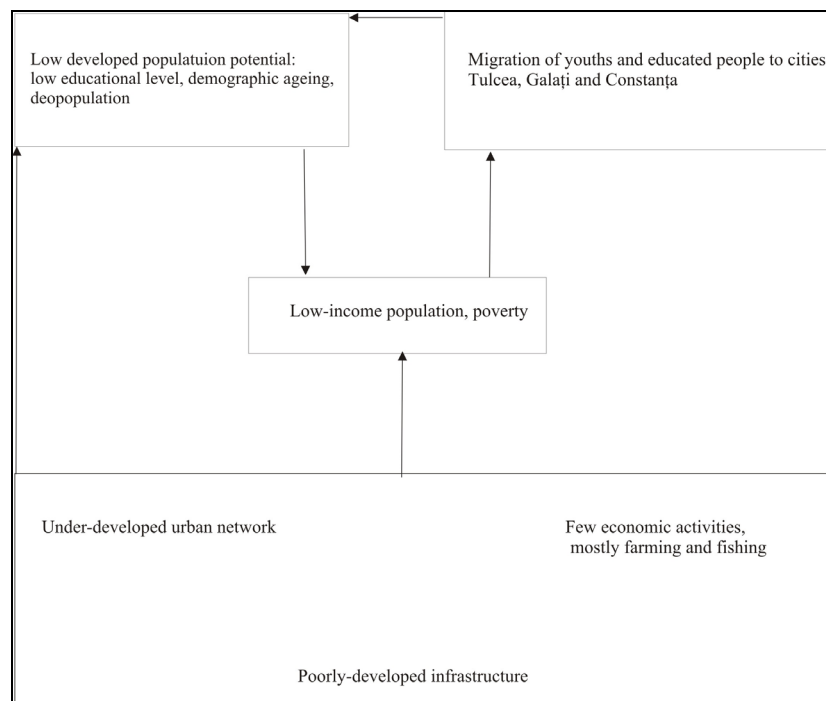 Low developed populatuion potential:
low educational level, demographic ageing,
deopopulation
Migration of youths and educated people to cities
Tulcea, Galați and Constanța
Low-income population, poverty
Under-developed urban network
Few economic activities,
mostly farming and fishing
Poorly-developed infrastructure